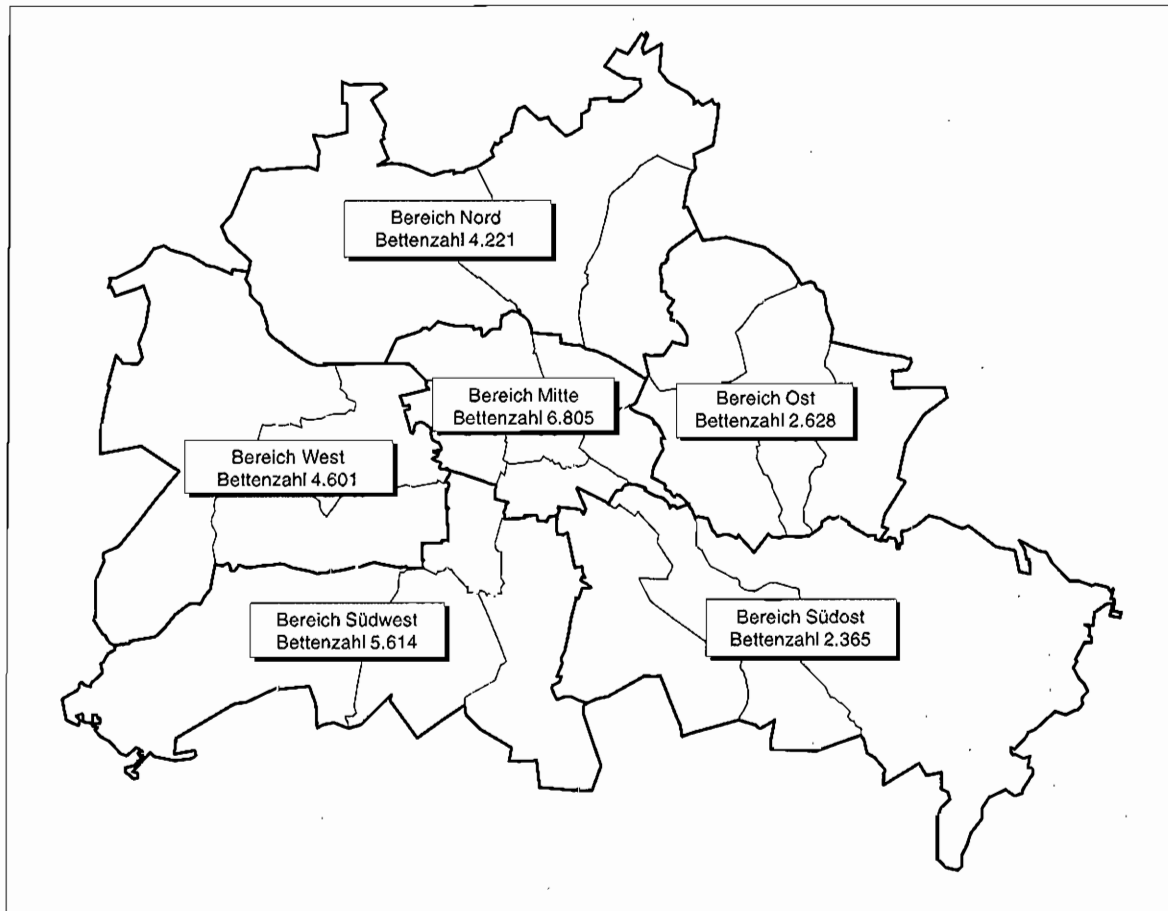 Bereich Nord
Bettenzahl 4.221
Bereich Mitte
Bettenzahl 6.805
Bereich Ost
Bettenzahl 2.628
Bereich West
Bettenzahl 4.601
Bereich Südwest
Bettenzahl 5.614
Bereich Südost
Bettenzahl 2.365